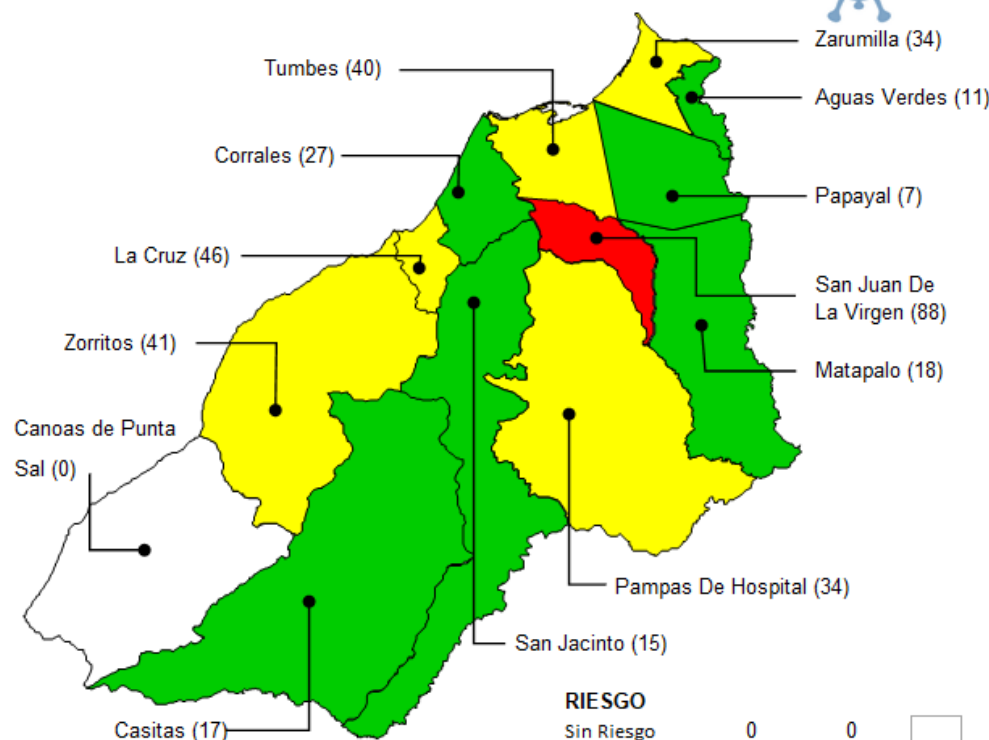 Zarumilla (34)
Tumbes (40)
Aguas Verdes (11)
Corrales (27)
Papayal (7)
La Cruz (46)
San Juan De
La Virgen (88)
Zorritos (41)
Matapalo (18)
Canoas de Punta
Sal (0)
Pampas De Hospital (34)
San Jacinto (15)
Casitas (17)
RIESGO
Sin Riesgo 0 0